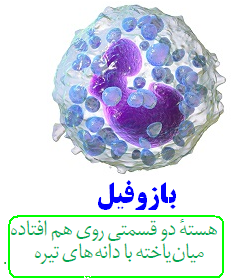 بازوفیل
هستهٔ دو قسمتی روی هم افتاده
میان‌یاخته با دانه‌های تیره